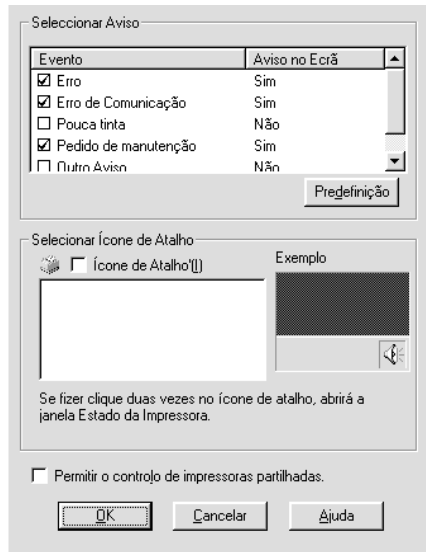 Seleccionar Aviso
Evento Aviso no Ecrã
Erro Sim
Erro de Comunicação Sim
Pouca tinta Não
Pedido de manutenção Sim
Outro Aviso Não
Predefinição
Selecionar Ícone de Atalho
Ícone de Atalho'(I) Exemplo
Se fizer clique duas vezes no ícone de atalho, abrirá a
janela Estado da Impressora.
Permitir o controlo de impressoras partilhadas.
OK Cancelar Ajuda